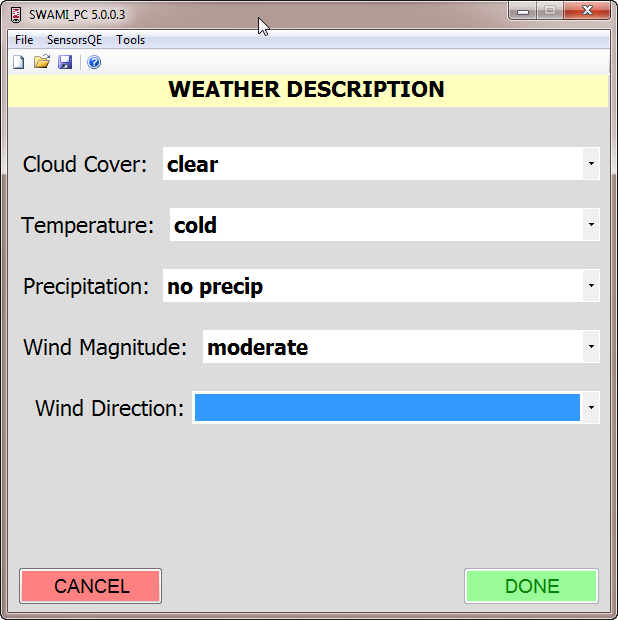 SWAMI_PC 5.0.0.3
File SensorsQE Tools
WEATHER DESCRIPTION
Cloud Cover: clear
Temperature: cold
Precipitation: no precip
Wind Magnitude: moderate
Wind Direction:
CANCEL DONE